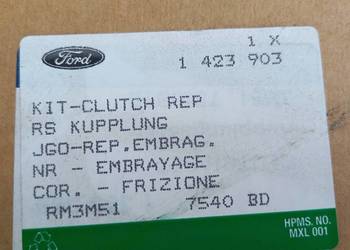 1 X
Ford
1 423 903
KIT-CLUTCH REP
RS KUPPLUNG
JGO-REP.EMBRAG.
NR - EMBRAYAGE
COR. - FRIZIONE
RM3M51 7540 BD
HPMS. NO.
MXL 001